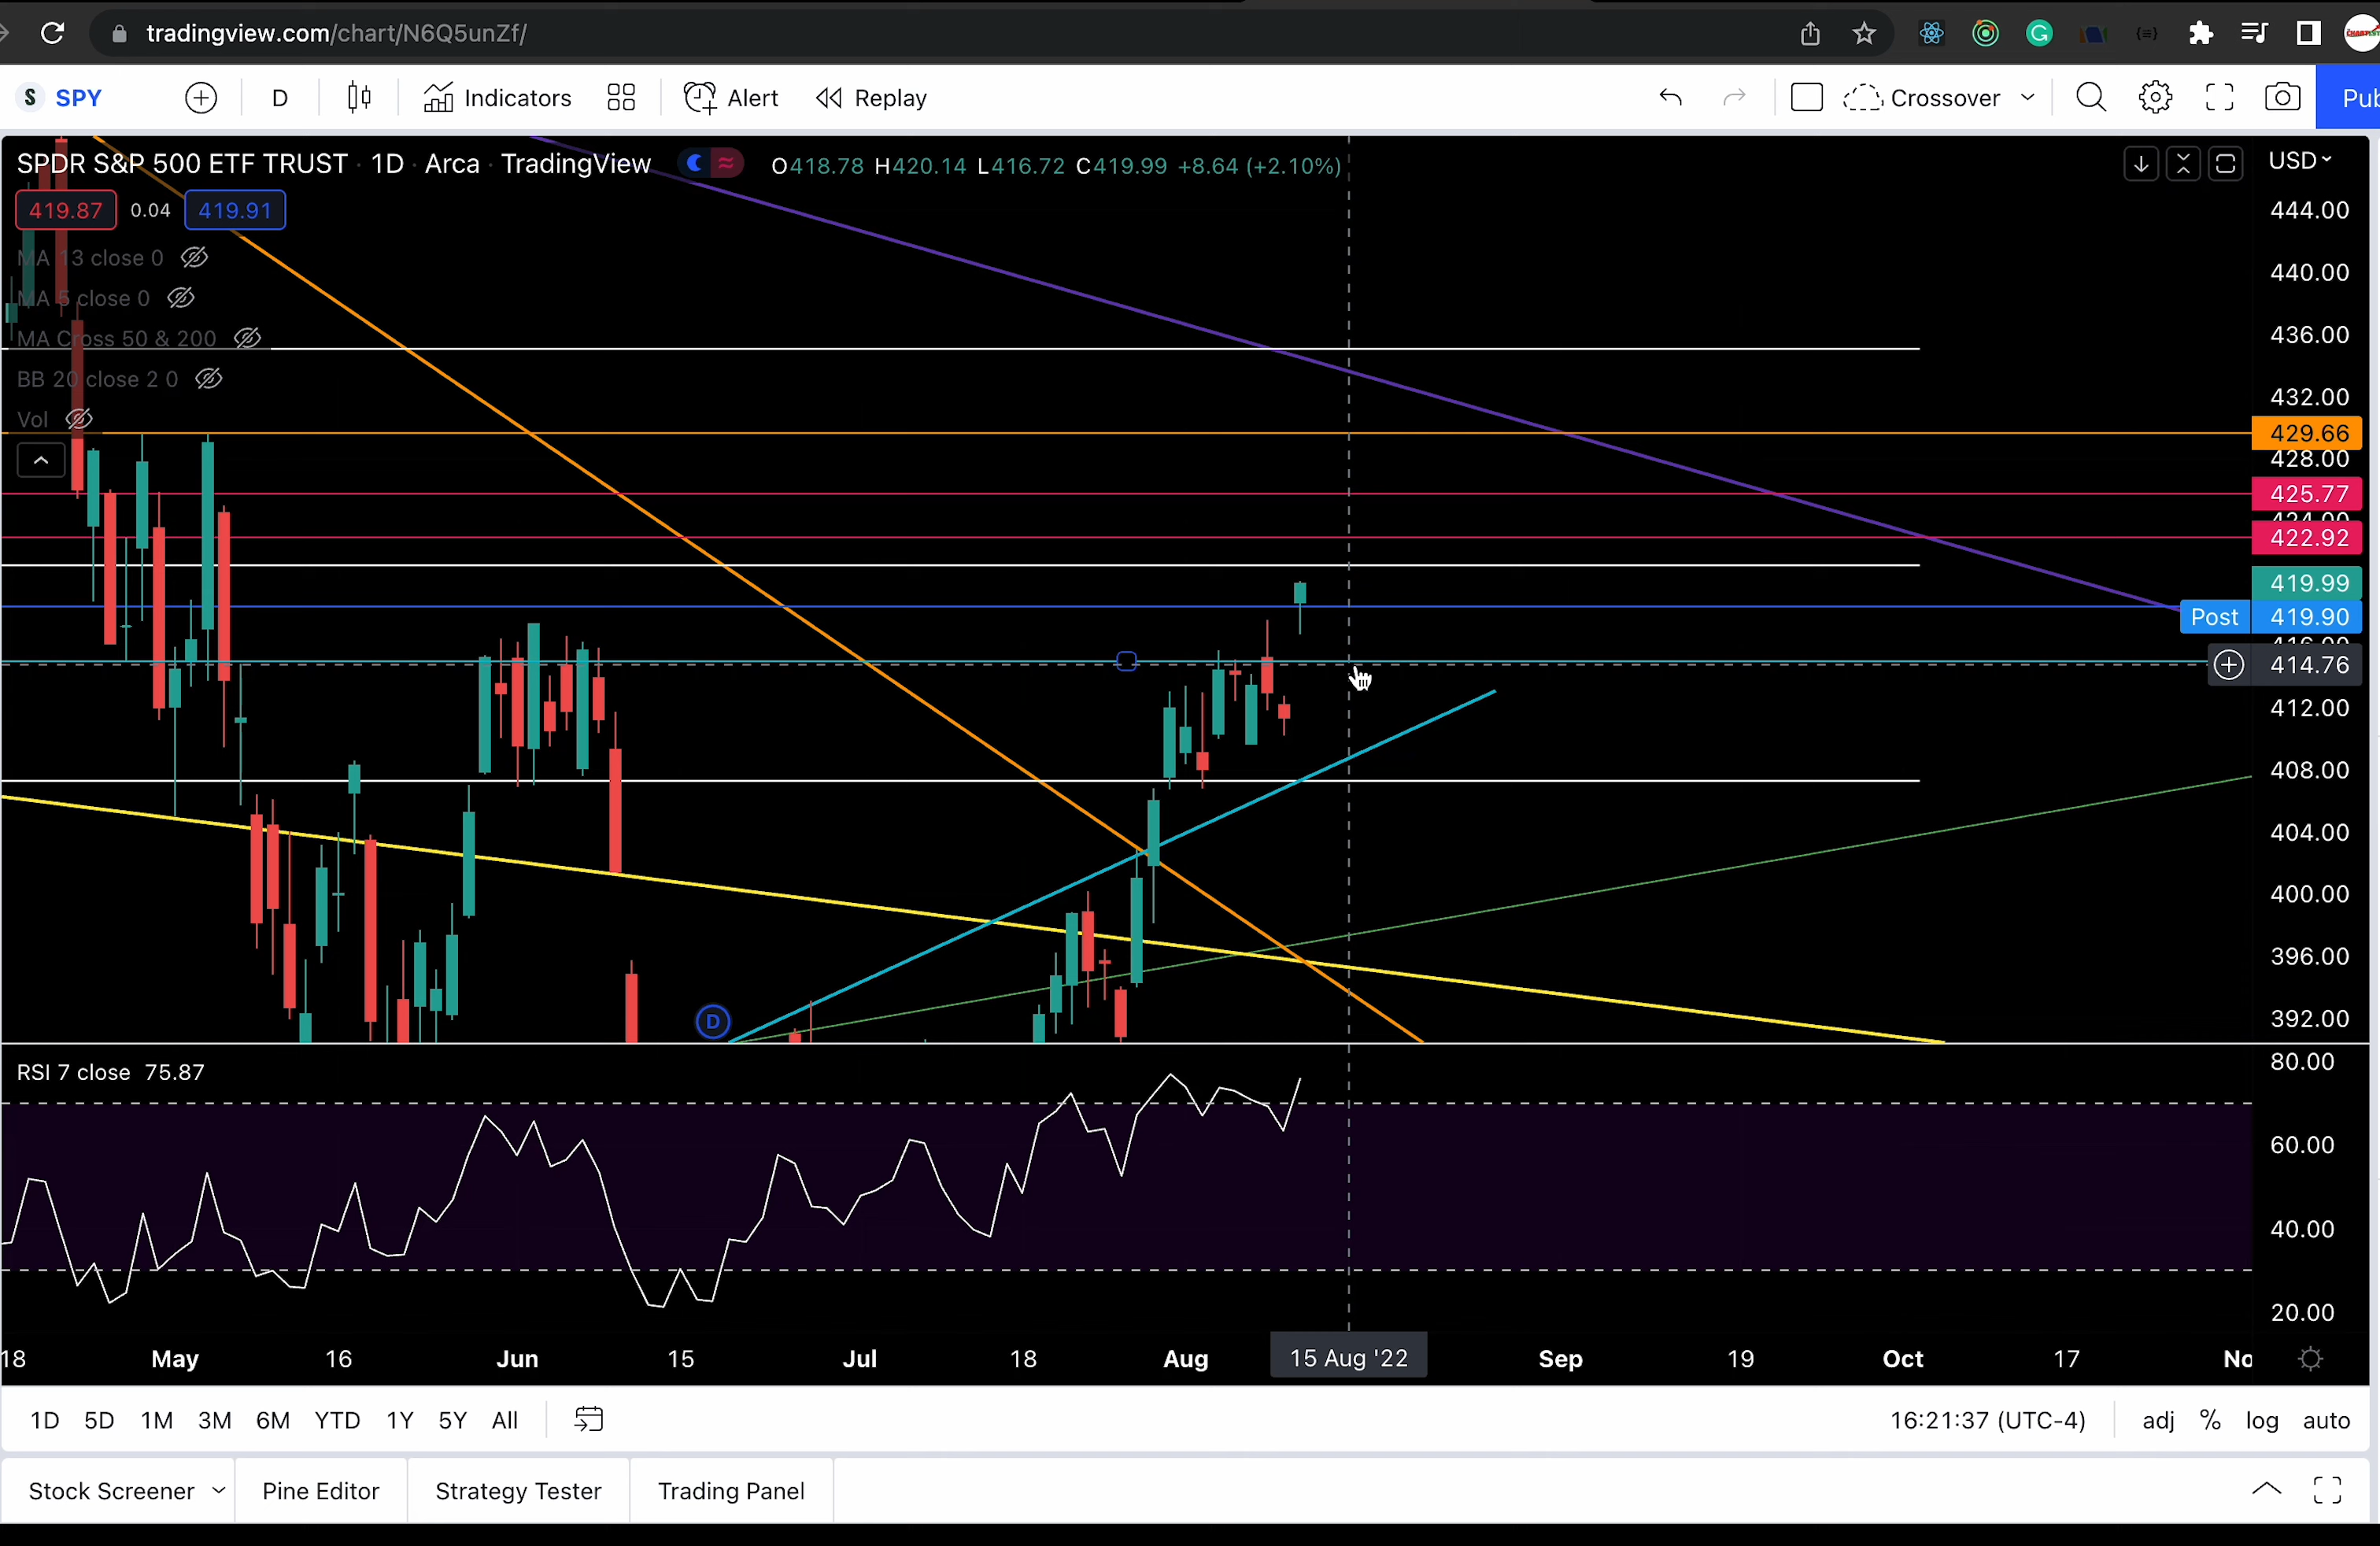 tradingview.com/chart/N6Q5unZf/
S SPY D Indicators Alert Replay Crossover Pub
SPDR S&P 500 ETF TRUST · 1D · Arca · TradingView O418.78 H420.14 L416.72 C419.99 +8.64 (+2.10%) USD
419.87 0.04 419.91
MA 13 close 0
MA 5 close 0
MA Cross 50 & 200
BB 20 close 2 0
Vol
444.00
440.00
436.00
432.00
429.66
428.00
425.77
424.00
422.92
419.99
Post 419.90
416.00
414.76
412.00
408.00
404.00
400.00
396.00
392.00
D
RSI 7 close 75.87
80.00
60.00
40.00
20.00
18 May 16 Jun 15 Jul 18 Aug 15 Aug '22 Sep 19 Oct 17 No
1D 5D 1M 3M 6M YTD 1Y 5Y All 16:21:37 (UTC-4) adj % log auto
Stock Screener Pine Editor Strategy Tester Trading Panel